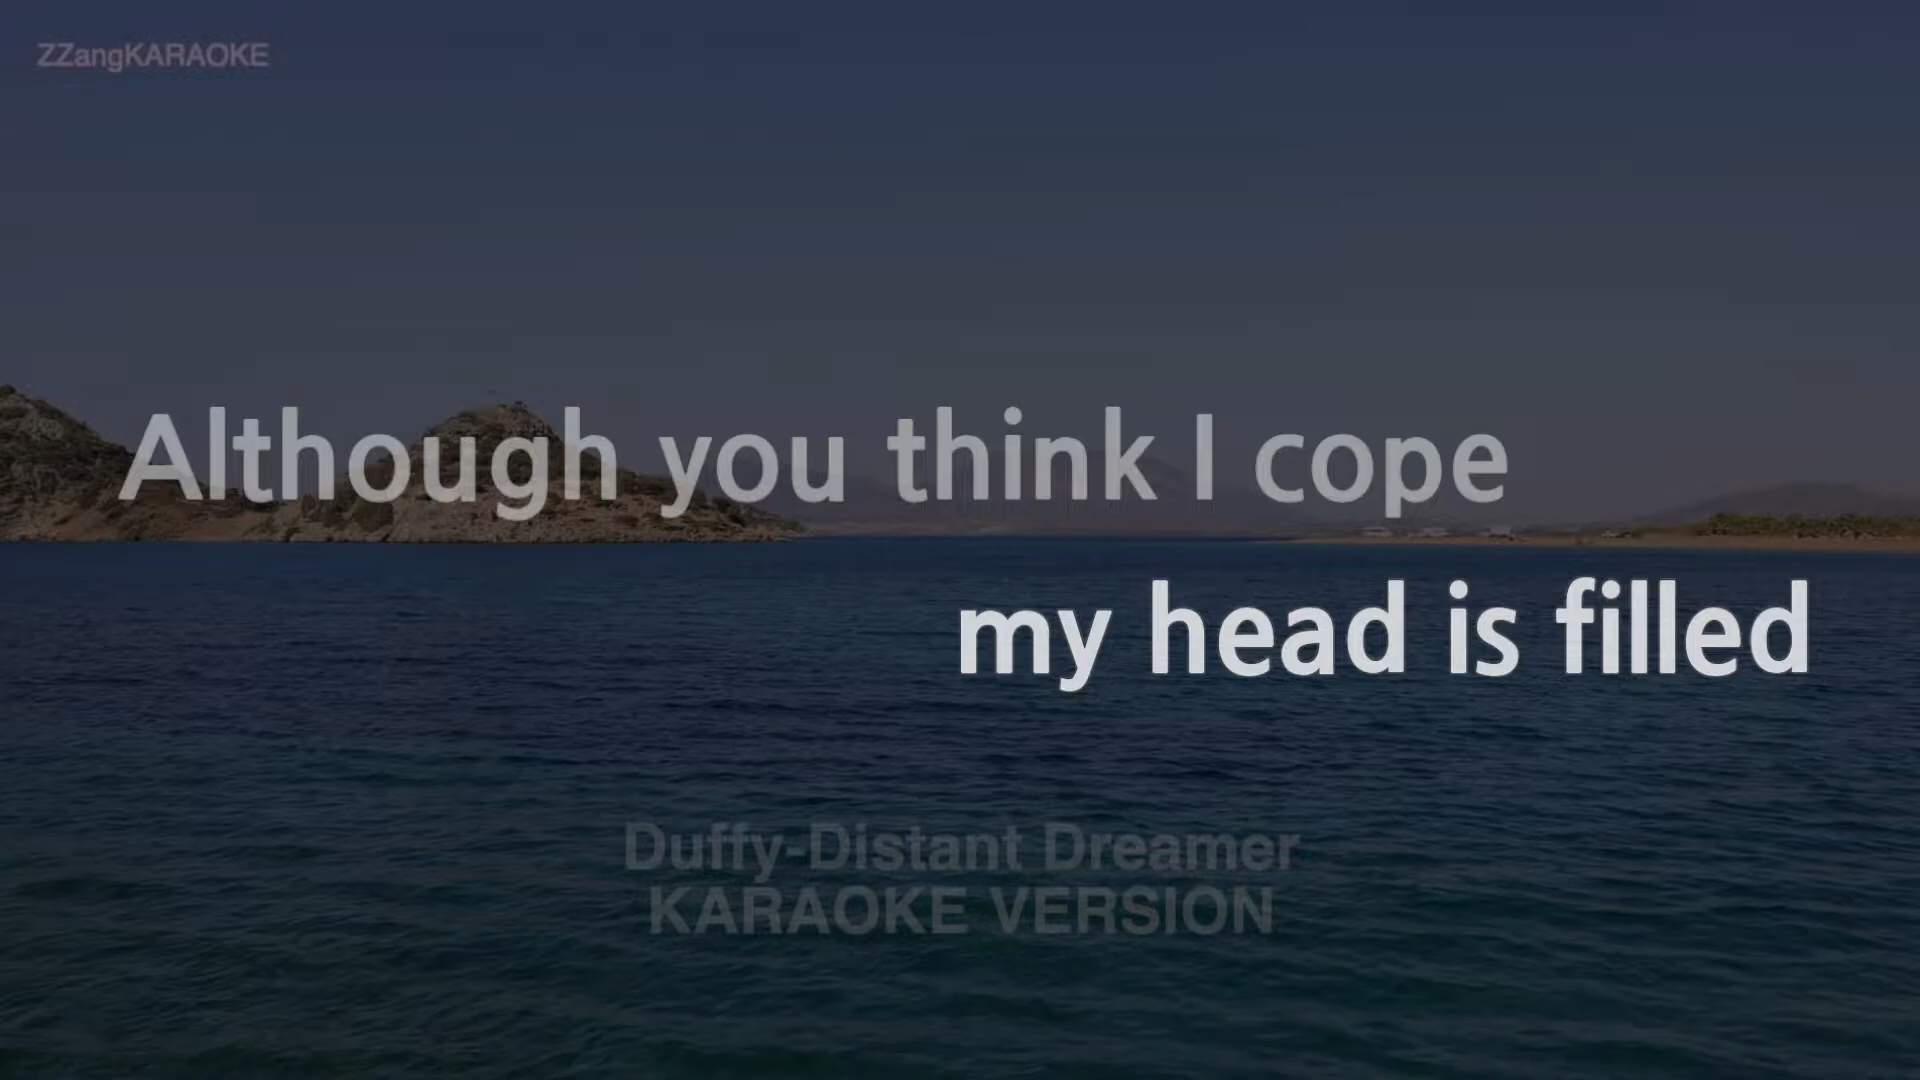 ZZangKARAOKE
Although you think I cope
my head is filled
Duffy-Distant Dreamer
KARAOKE VERSION